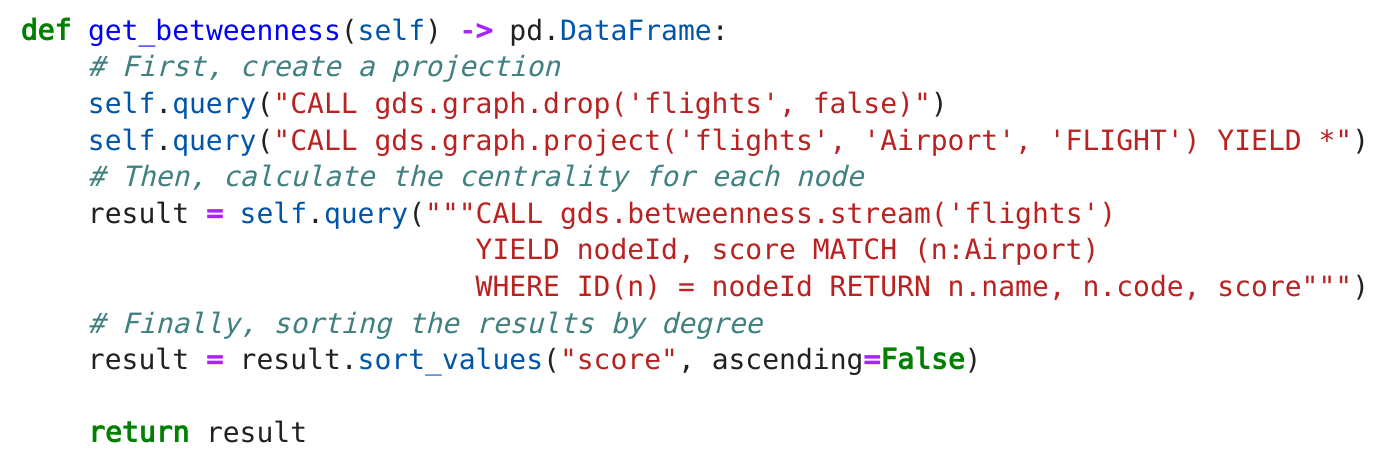 def get_betweenness(self) -> pd.DataFrame:
    # First, create a projection
    self.query("CALL gds.graph.drop('flights', false)")
    self.query("CALL gds.graph.project('flights', 'Airport', 'FLIGHT') YIELD *")
    # Then, calculate the centrality for each node
    result = self.query("""CALL gds.betweenness.stream('flights')
                           YIELD nodeId, score MATCH (n:Airport)
                           WHERE ID(n) = nodeId RETURN n.name, n.code, score""")
    # Finally, sorting the results by degree
    result = result.sort_values("score", ascending=False)

    return result